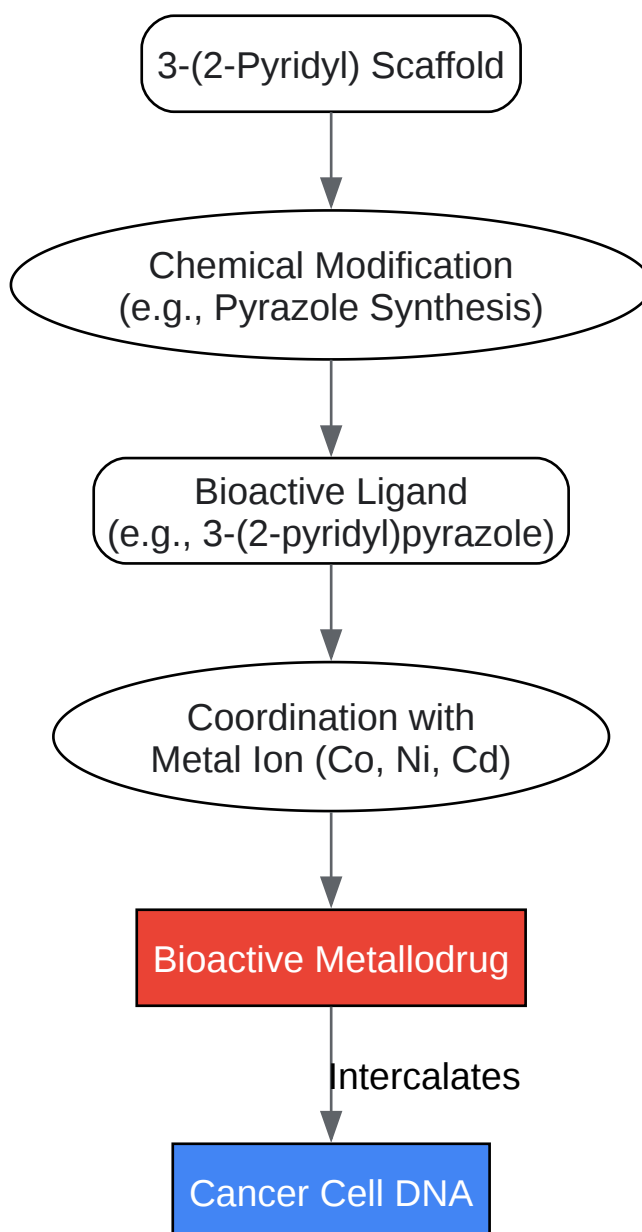 3-(2-Pyridyl) Scaffold
Chemical Modification
(e.g., Pyrazole Synthesis)
Bioactive Ligand
(e.g., 3-(2-pyridyl)pyrazole)
Coordination with
Metal Ion (Co, Ni, Cd)
Bioactive Metallodrug
Intercalates
Cancer Cell DNA